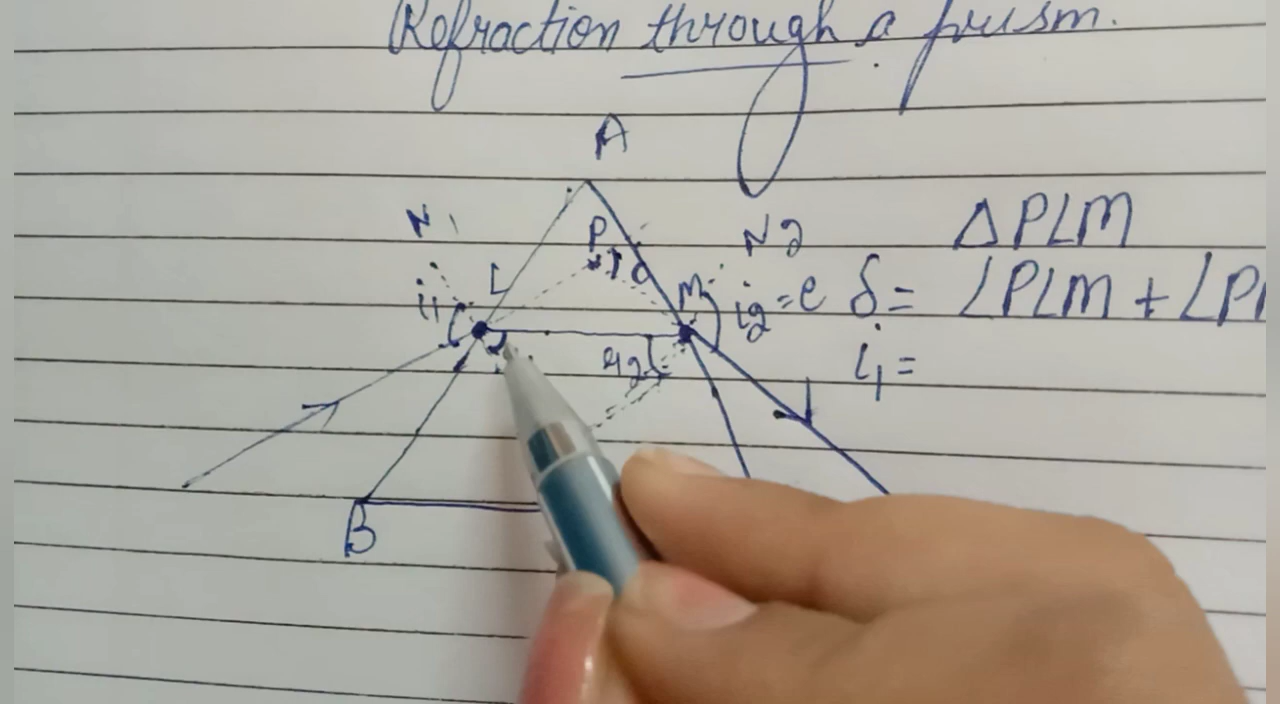 Refraction through a prism.
A
N1
N2
ΔPLM
P
δ
L
M
i1
i2 = e
δ = ∠PLM + ∠P
r2
i1 =
B